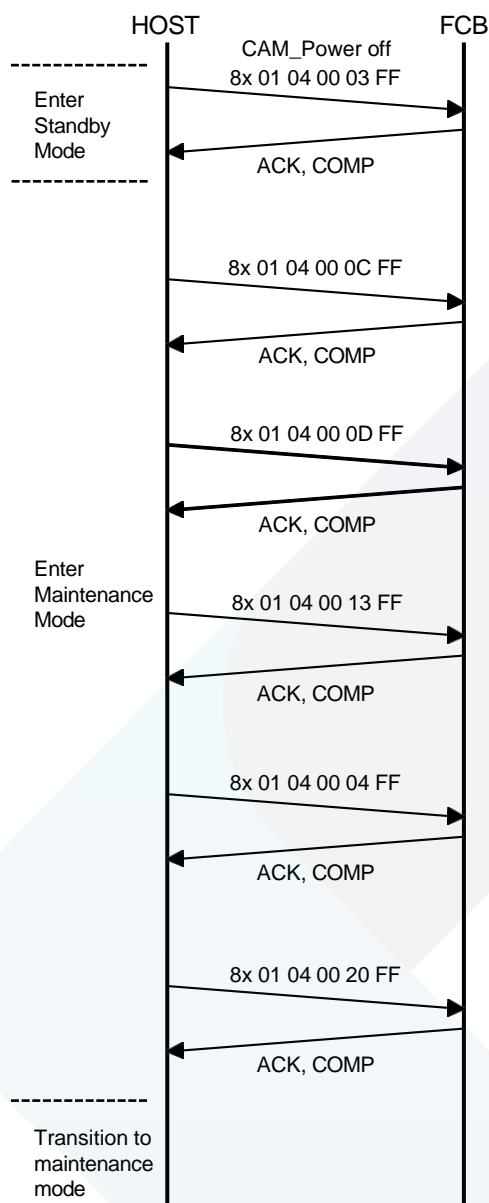 HOST
FCB
CAM_Power off
8x 01 04 00 03 FF
Enter
Standby
Mode
ACK, COMP
8x 01 04 00 0C FF
ACK, COMP
8x 01 04 00 0D FF
ACK, COMP
Enter
Maintenance
Mode
8x 01 04 00 13 FF
ACK, COMP
8x 01 04 00 04 FF
ACK, COMP
8x 01 04 00 20 FF
ACK, COMP
Transition to
maintenance
mode